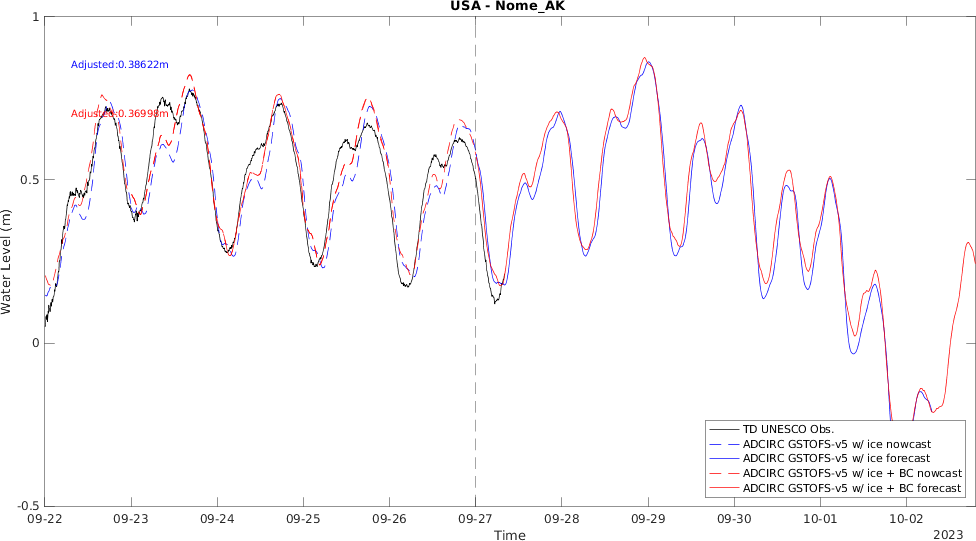 USA - Nome_AK
1
Adjusted:0.38622m
Adjusted:0.36998m
0.5
Water Level (m)
0
-0.5
TD UNESCO Obs.
ADCIRC GSTOFS-v5 w/ ice nowcast
ADCIRC GSTOFS-v5 w/ ice forecast
ADCIRC GSTOFS-v5 w/ ice + BC nowcast
ADCIRC GSTOFS-v5 w/ ice + BC forecast
09-22 09-23 09-24 09-25 09-26 09-27 09-28 09-29 09-30 10-01 10-02
Time
2023